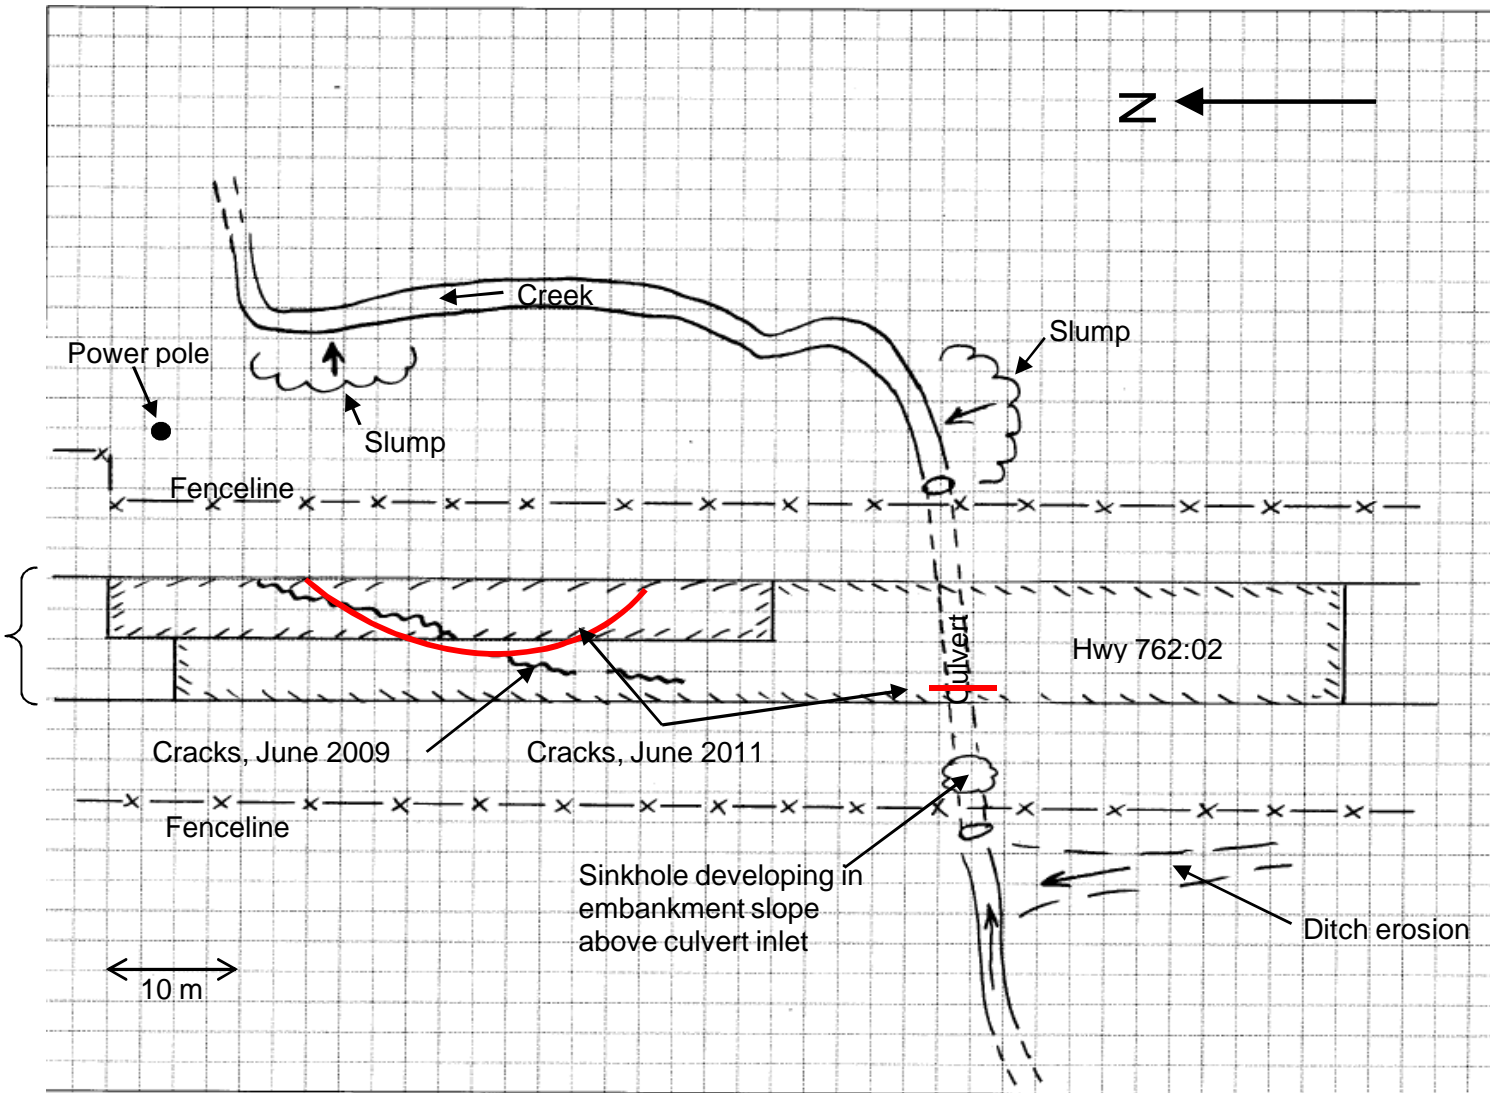 N
Creek
Slump
Power pole
Slump
Fenceline
Culvert
Hwy 762:02
Cracks, June 2009
Cracks, June 2011
Fenceline
Sinkhole developing in
embankment slope
above culvert inlet
Ditch erosion
10 m